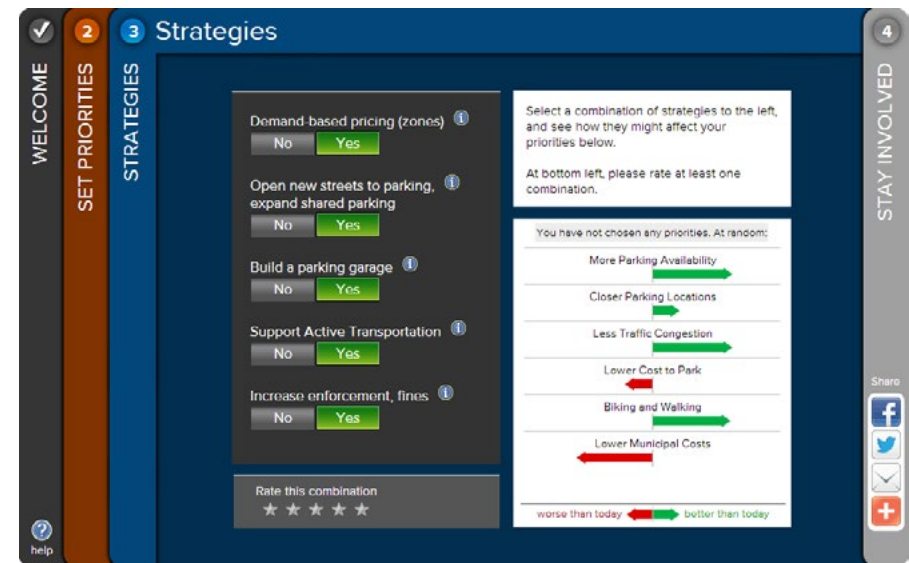 WELCOME
2
SET PRIORITIES
3
STRATEGIES
Strategies
Demand-based pricing (zones)
No Yes
Open new streets to parking,
expand shared parking
No Yes
Build a parking garage
No Yes
Support Active Transportation
No Yes
Increase enforcement, fines
No Yes
Rate this combination
Select a combination of strategies to the left,
and see how they might affect your
priorities below.
At bottom left, please rate at least one
combination.
You have not chosen any priorities. At random:
More Parking Availability
Closer Parking Locations
Less Traffic Congestion
Lower Cost to Park
Biking and Walking
Lower Municipal Costs
worse than today better than today
4
STAY INVOLVED
Share
help